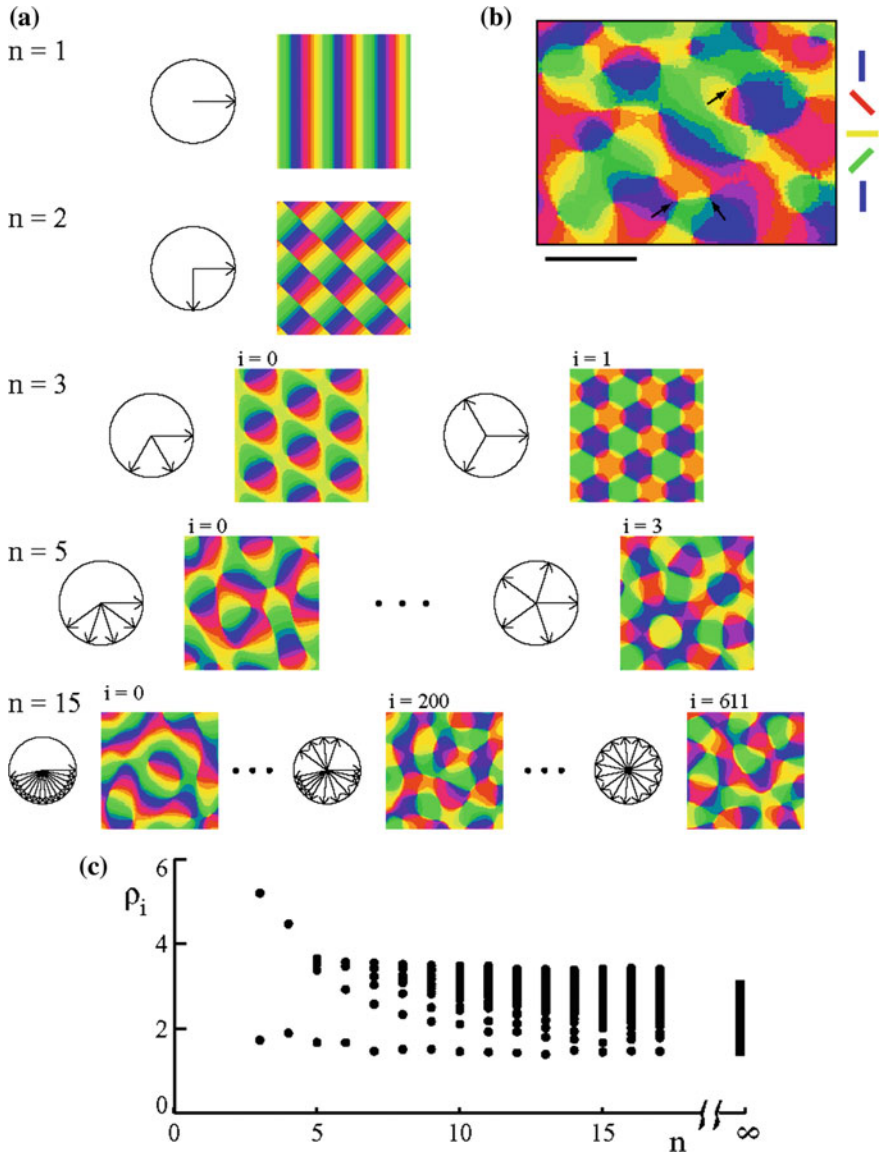 (a)
(b)
n = 1
n = 2
n = 3
i = 0
i = 1
n = 5
i = 0
i = 3
n = 15
i = 0
i = 200
i = 611
(c)
6
ρi
4
2
0
0
5
10
15
n
∞